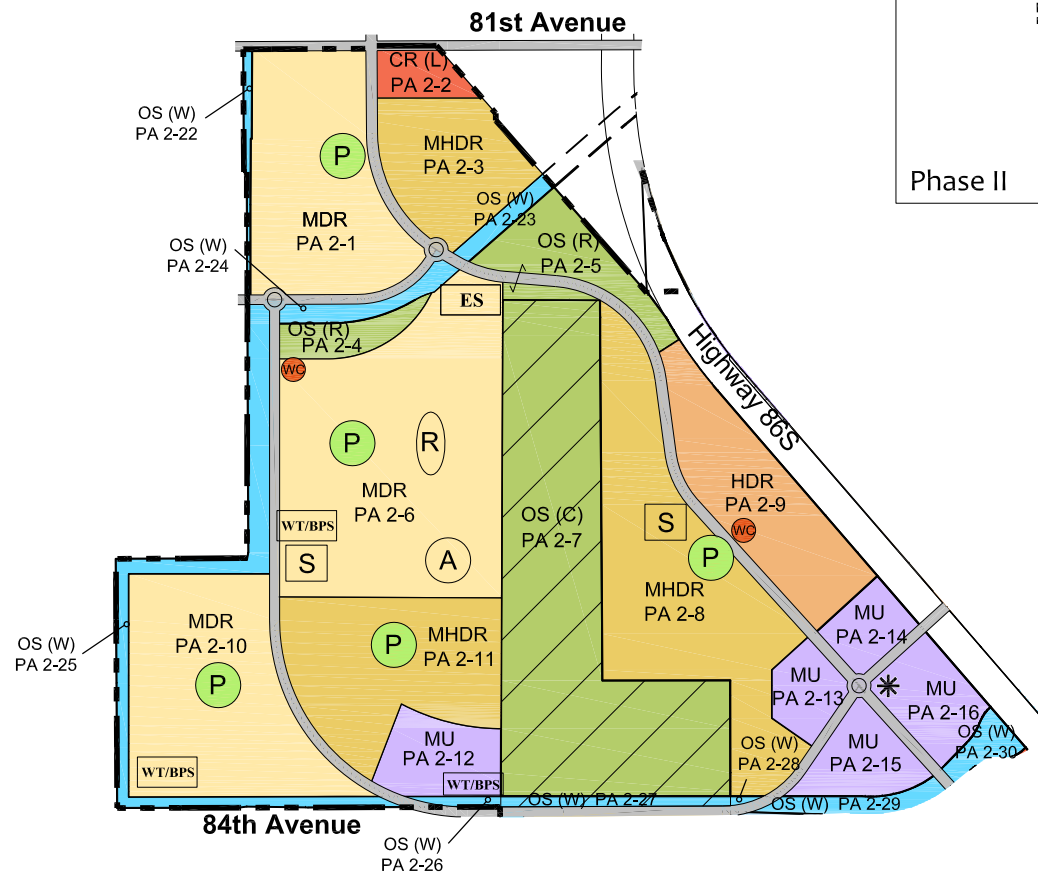 81st Avenue
CR (L)
PA 2-2
OS (W)
PA 2-22
MHDR
PA 2-3
P
Phase II
OS (W)
PA 2-23
MDR
PA 2-1
OS (W)
PA 2-24
OS (R)
PA 2-5
ES
OS (R)
PA 2-4
WC
Highway 86S
P
R
MDR
PA 2-6
HDR
PA 2-9
WT/BPS
OS (C)
PA 2-7
S
WC
S
A
P
MHDR
PA 2-8
MU
PA 2-14
MDR
PA 2-10
MHDR
PA 2-11
P
OS (W)
PA 2-25
P
MU
PA 2-13
MU
PA 2-16
MU
PA 2-12
OS (W)
PA 2-28
MU
PA 2-15
OS (W)
PA 2-30
WT/BPS
WT/BPS
OS (W) PA 2-27
OS (W) PA 2-29
84th Avenue
OS (W)
PA 2-26